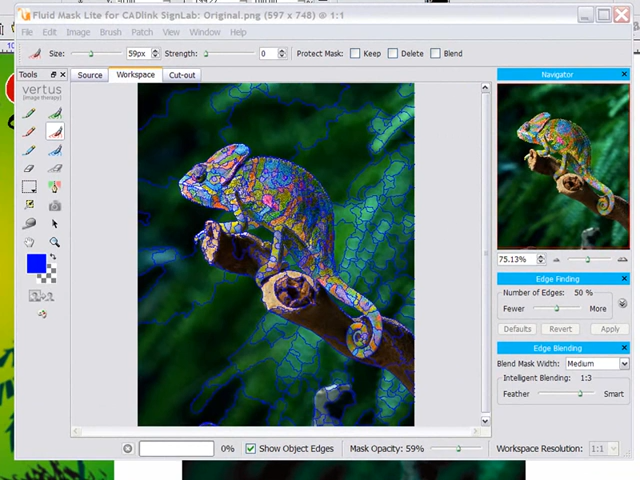 Fluid Mask Lite for CADlink SignLab: Original.png (597 x 748) @ 1:1
File Edit Image Brush Patch View Window Help
Size: 59px Strength: 0 Protect Mask: Keep Delete Blend
Tools
Source Workspace Cut-out
Navigator
vertus
{image therapy}
75.13%
Edge Finding
Number of Edges: 50 %
Fewer More
Defaults Revert Apply
Edge Blending
Blend Mask Width: Medium
Intelligent Blending: 1:3
Feather Smart
0% Show Object Edges Mask Opacity: 59% Workspace Resolution: 1:1